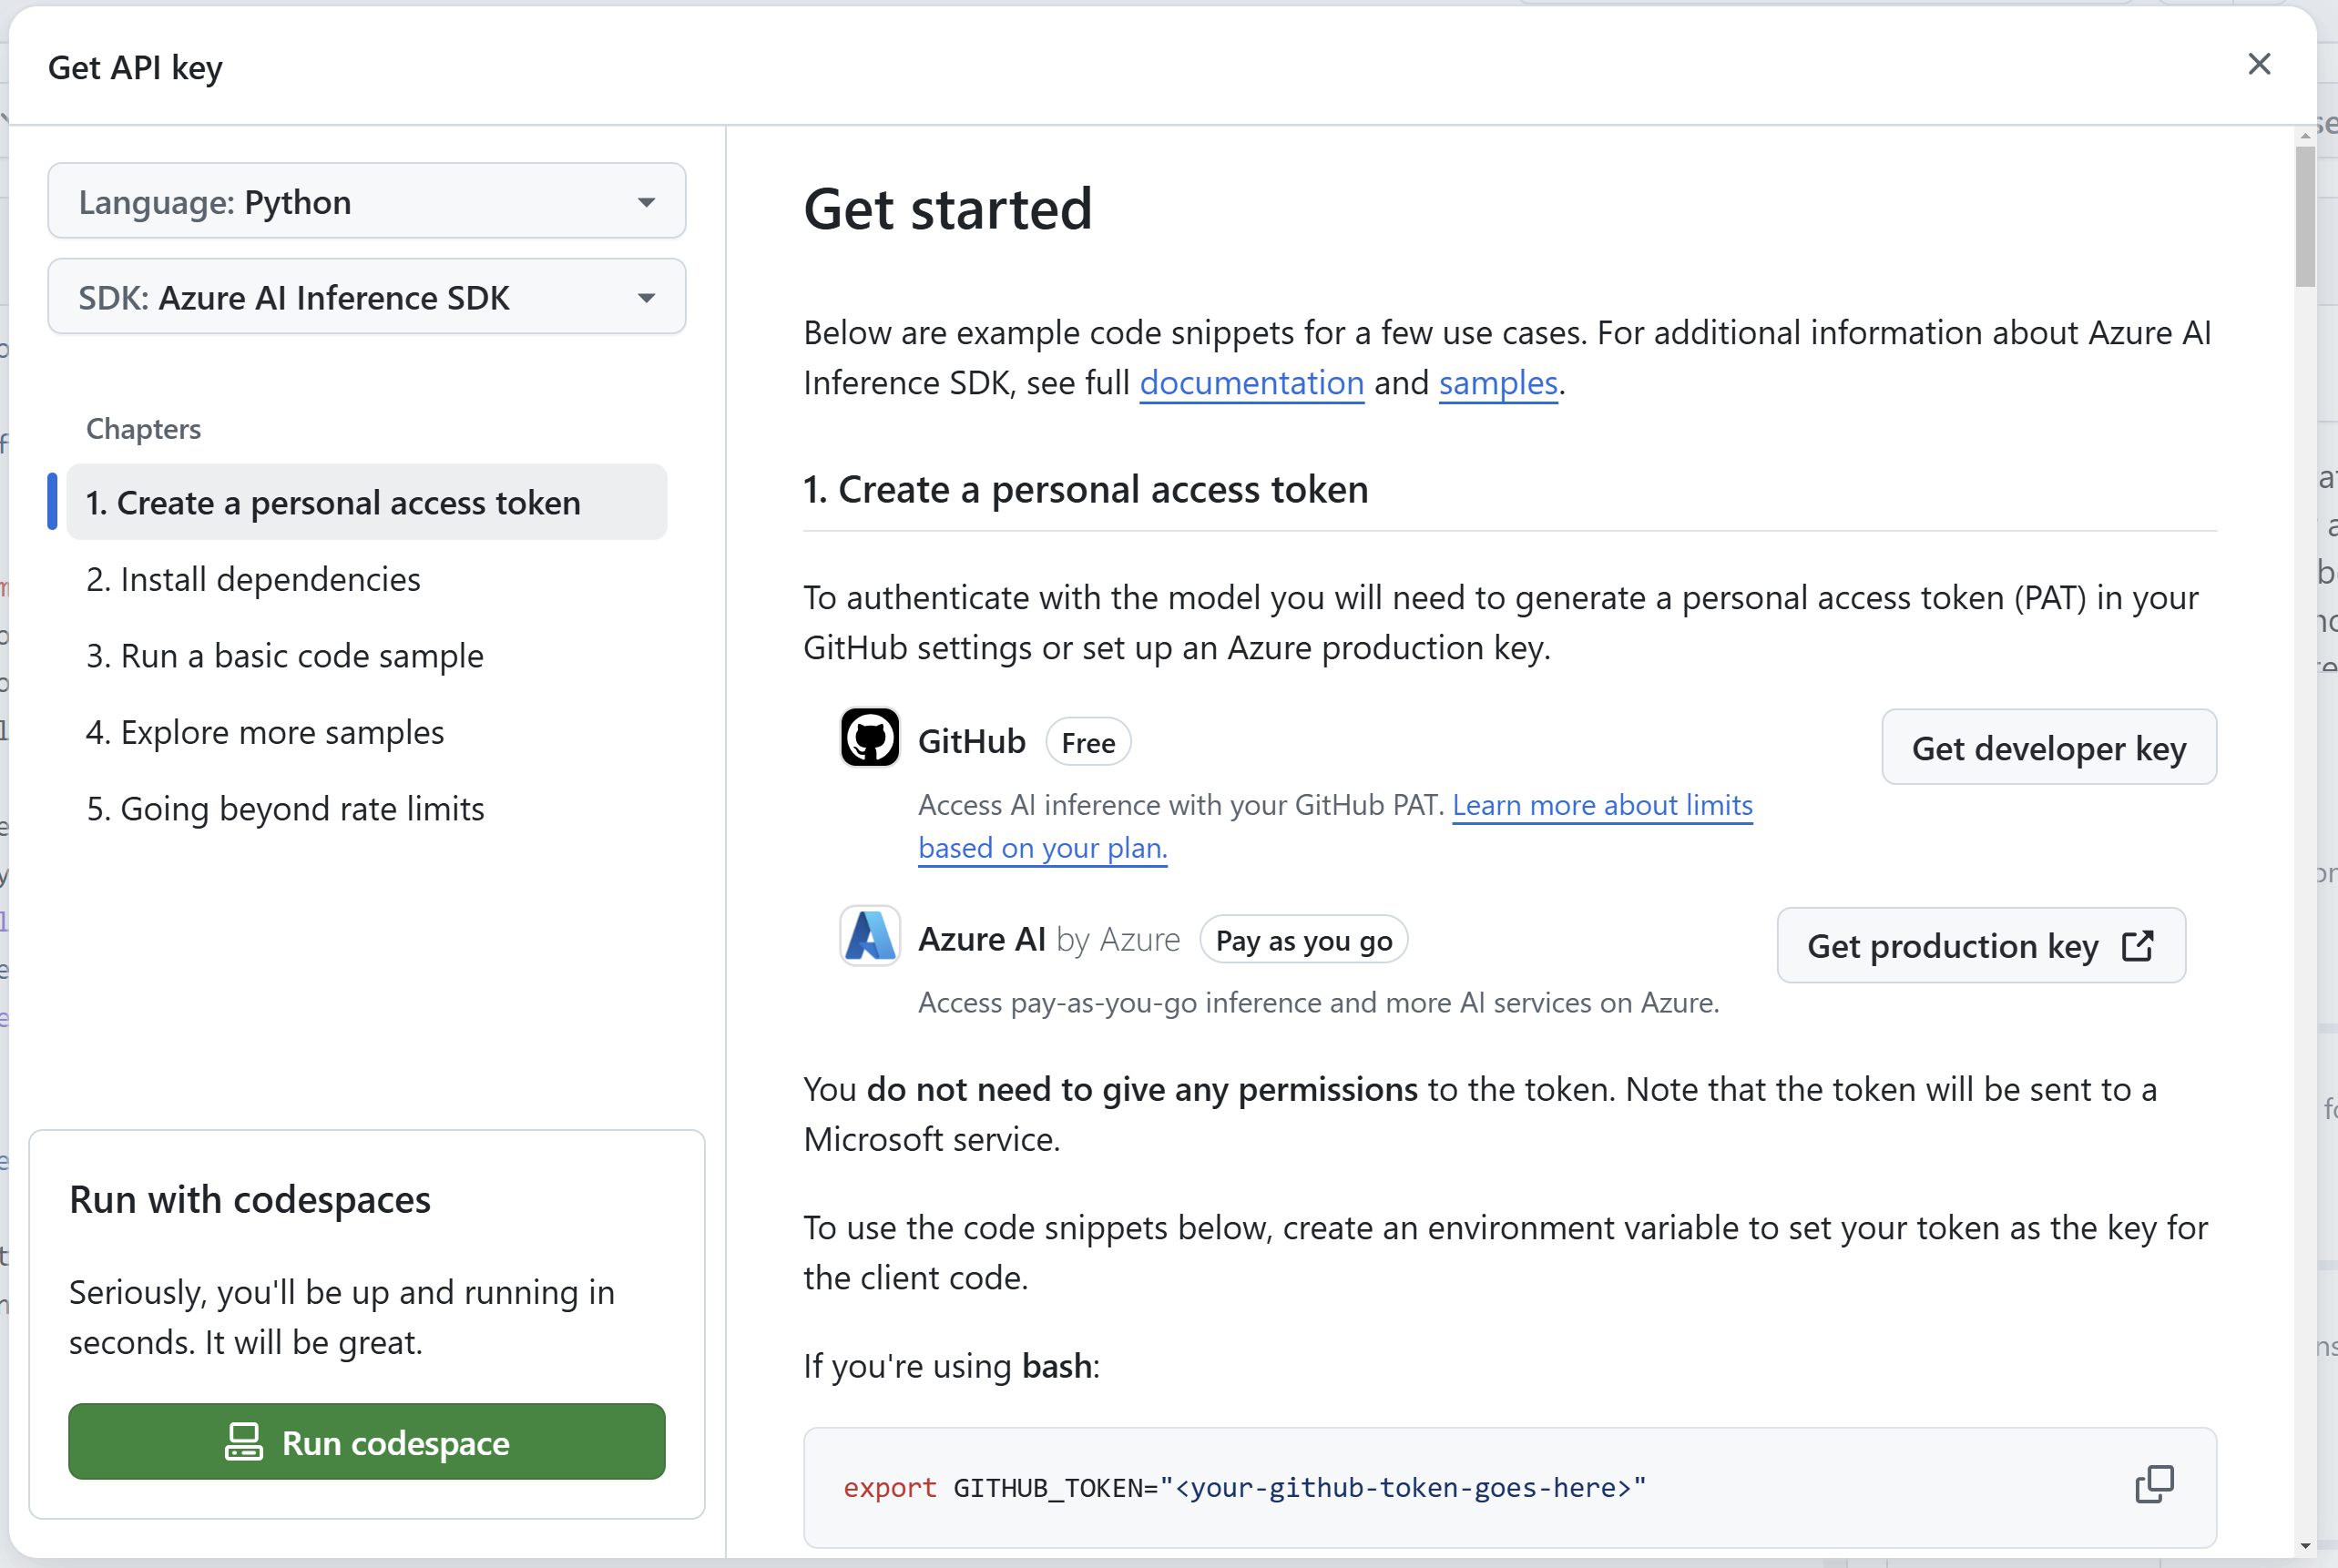 Get API key
Language: Python
SDK: Azure AI Inference SDK
Chapters
1. Create a personal access token
2. Install dependencies
3. Run a basic code sample
4. Explore more samples
5. Going beyond rate limits
Run with codespaces
Seriously, you'll be up and running in
seconds. It will be great.
Run codespace
Get started
Below are example code snippets for a few use cases. For additional information about Azure AI
Inference SDK, see full documentation and samples.
1. Create a personal access token
To authenticate with the model you will need to generate a personal access token (PAT) in your
GitHub settings or set up an Azure production key.
GitHub Free
Get developer key
Access AI inference with your GitHub PAT. Learn more about limits
based on your plan.
Azure AI by Azure Pay as you go
Get production key
Access pay-as-you-go inference and more AI services on Azure.
You do not need to give any permissions to the token. Note that the token will be sent to a
Microsoft service.
To use the code snippets below, create an environment variable to set your token as the key for
the client code.
If you're using bash:
export GITHUB_TOKEN="<your-github-token-goes-here>"